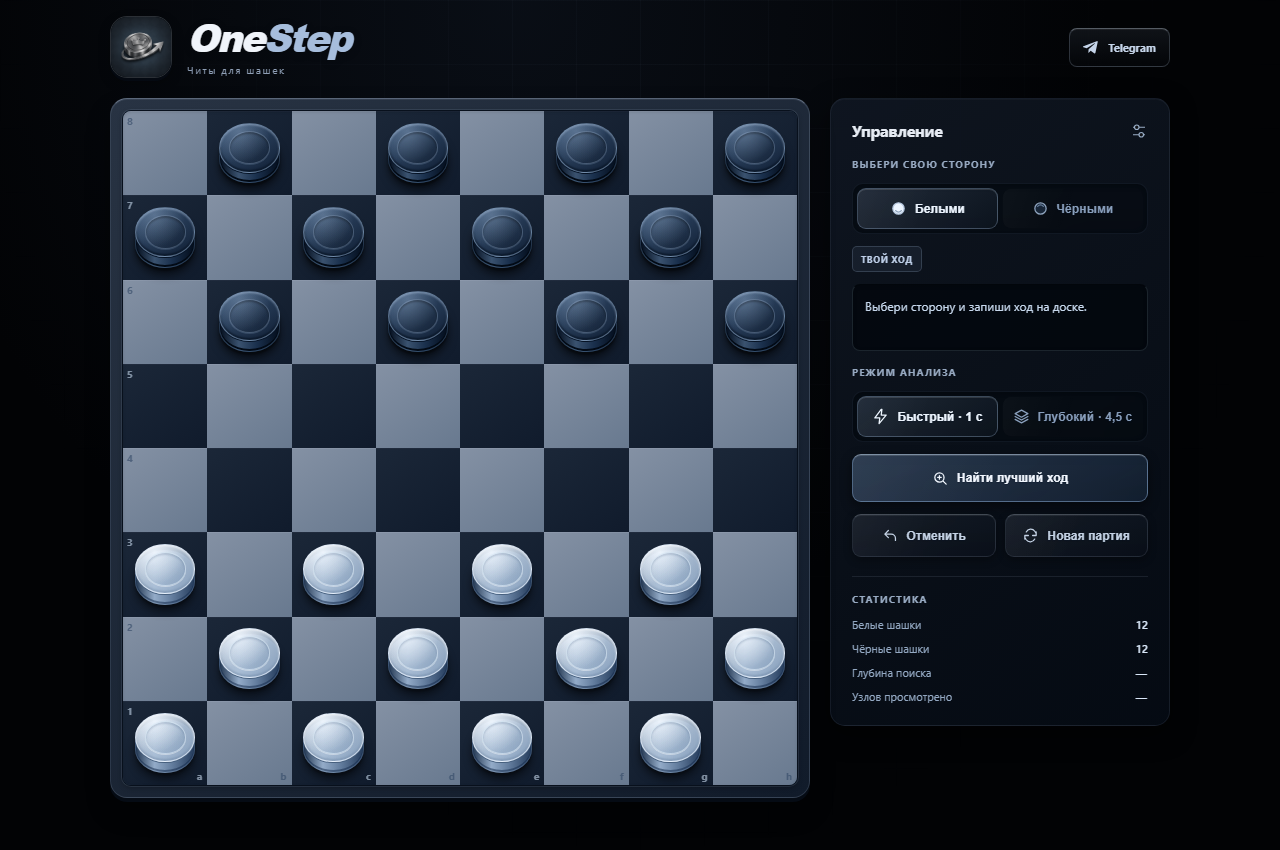 OneStep
Читы для шашек
Telegram
8
7
6
5
4
3
2
1
a b c d e f g h
Управление
ВЫБЕРИ СВОЮ СТОРОНУ
Белыми
Чёрными
ТВОЙ ХОД
Выбери сторону и запиши ход на доске.
РЕЖИМ АНАЛИЗА
Быстрый · 1 с
Глубокий · 4,5 с
Найти лучший ход
Отменить
Новая партия
СТАТИСТИКА
Белые шашки 12
Чёрные шашки 12
Глубина поиска —
Узлов просмотрено —